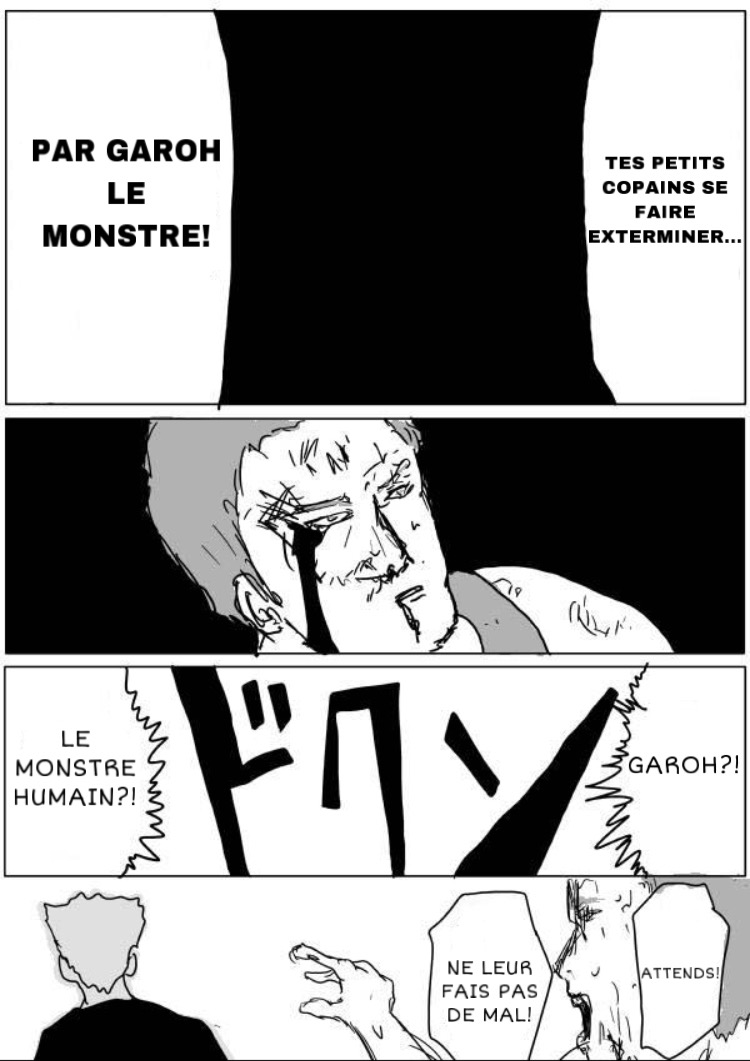 TES PETITS
COPAINS SE
FAIRE
EXTERMINER...
PAR GAROH
LE
MONSTRE!
GAROH?!
ドクン
LE
MONSTRE
HUMAIN?!
ATTENDS!
NE LEUR
FAIS PAS
DE MAL!